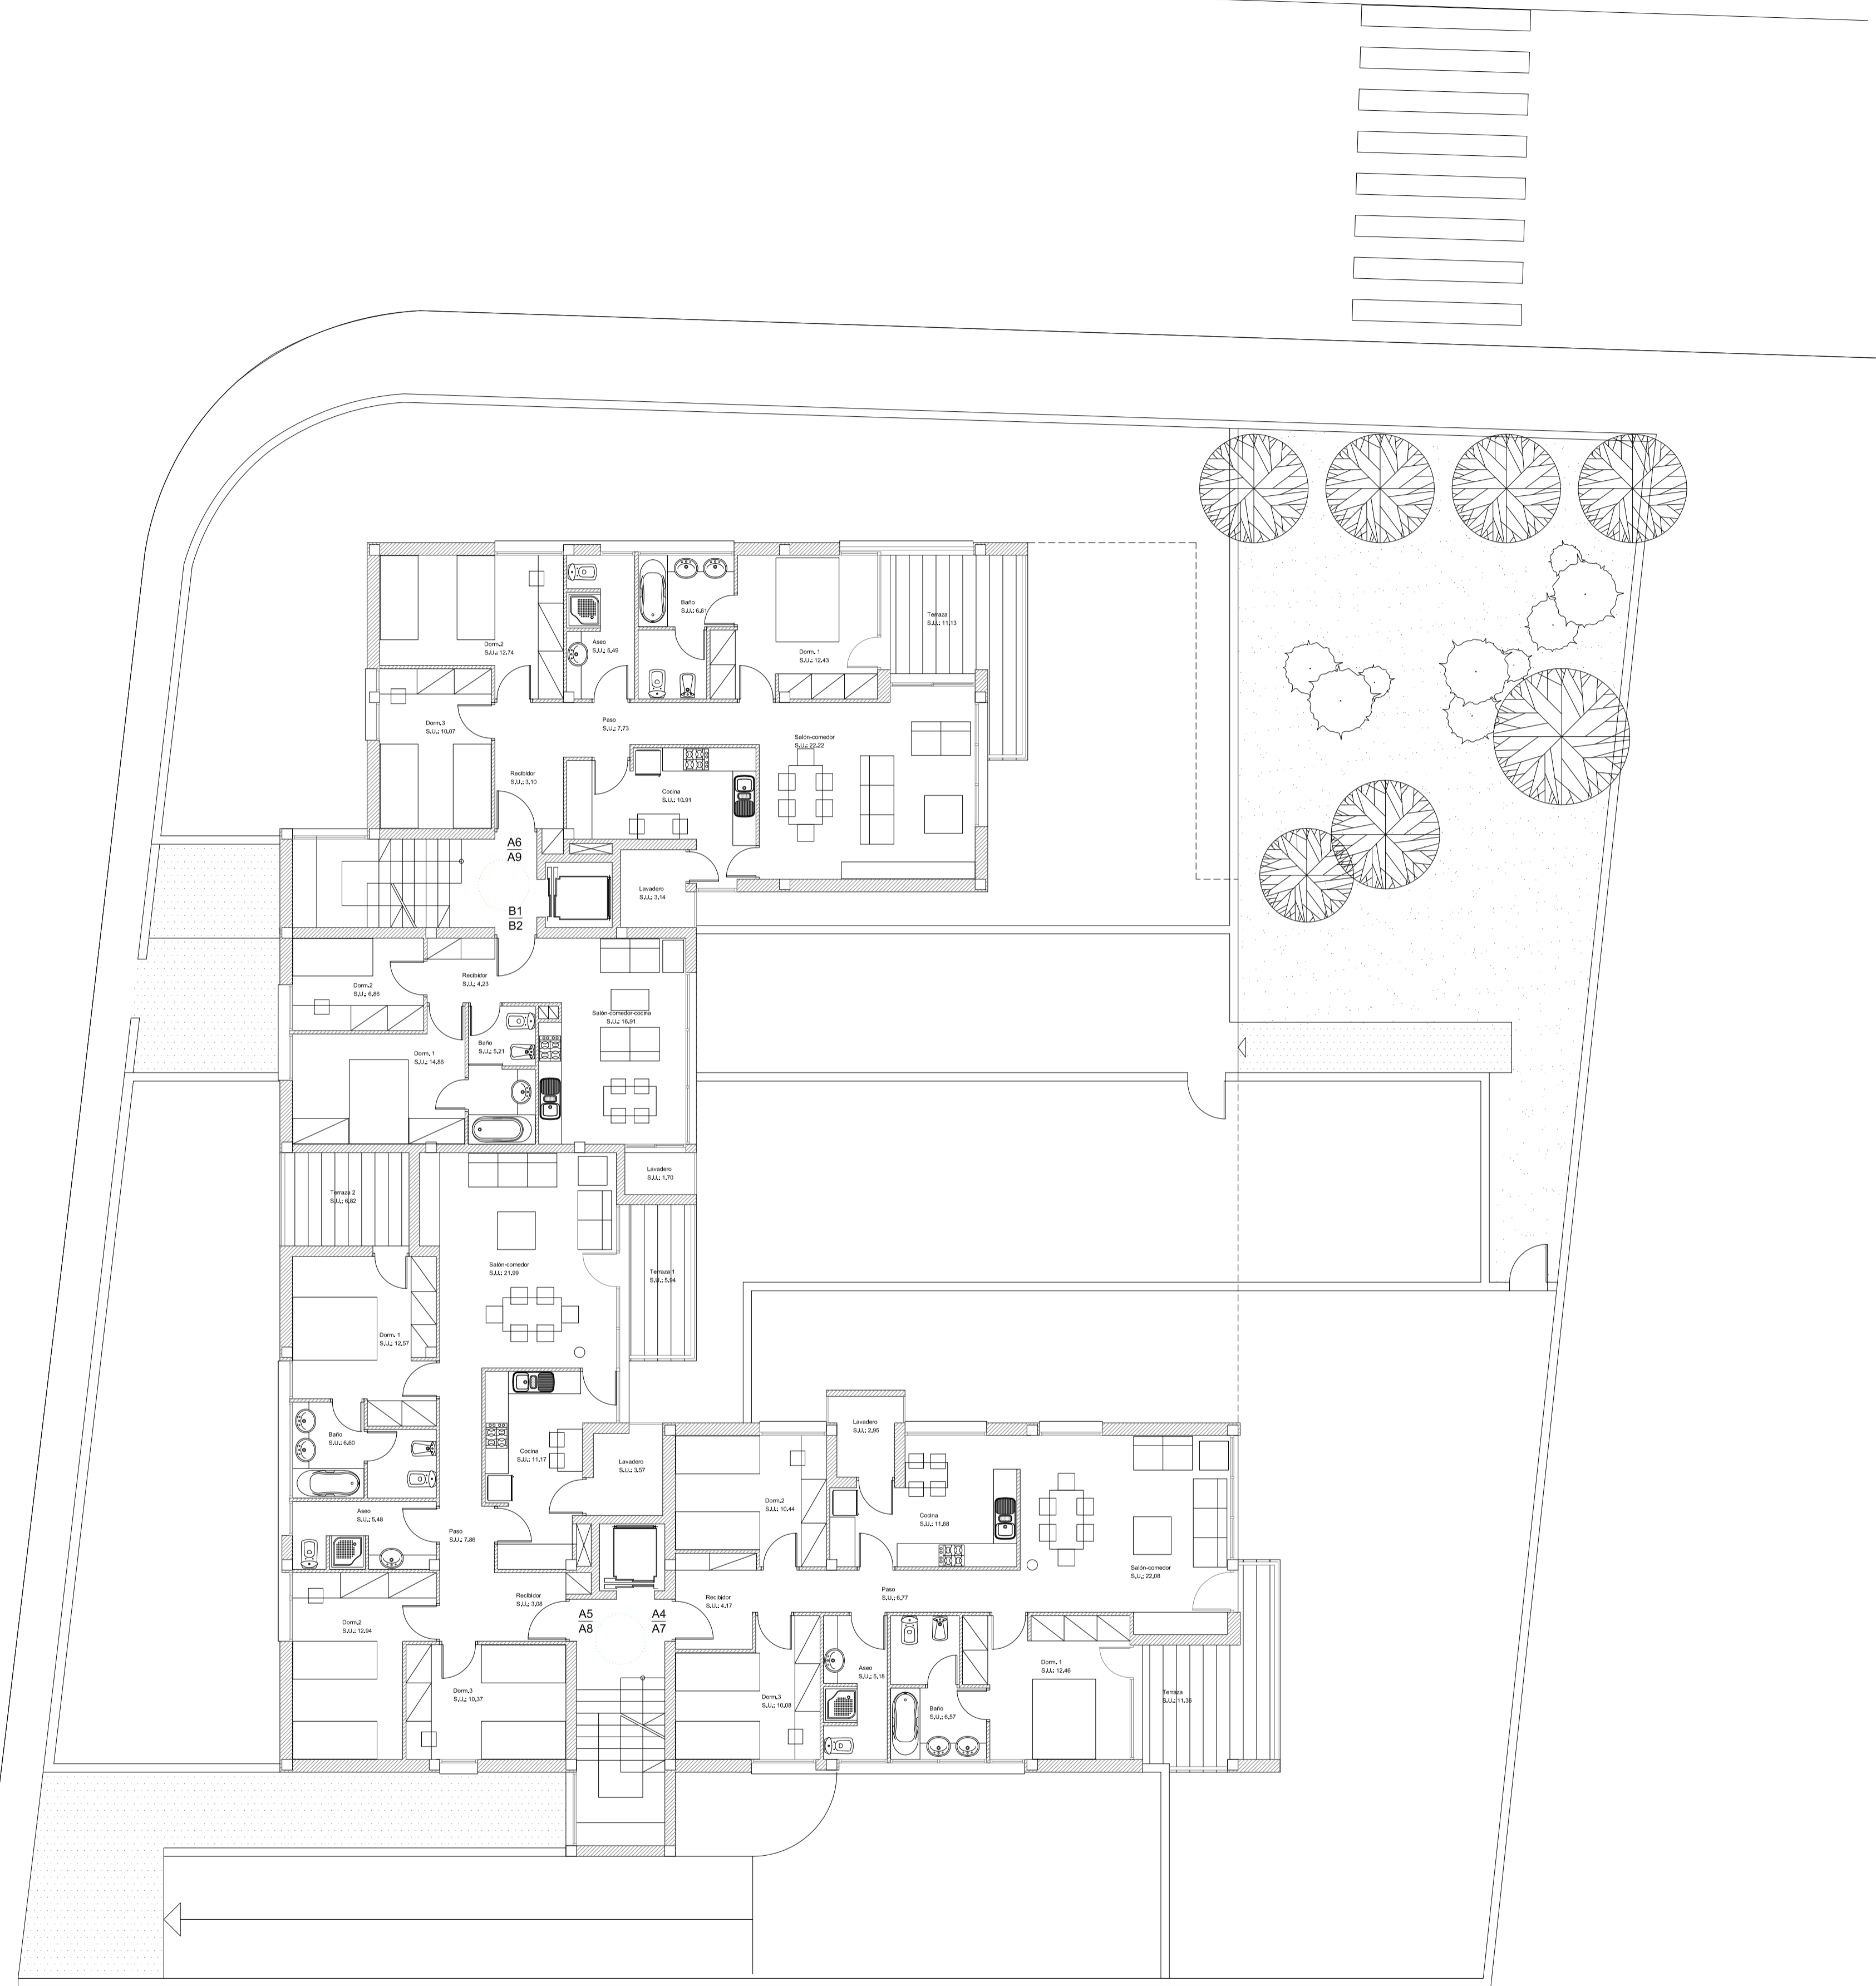 Baño
S.U.: 6,61
Terraza
S.U.: 11,13
Dorm.2
S.U.: 12,74
Aseo
S.U.: 5,49
Dorm. 1
S.U.: 12,43
Dorm.3
S.U.: 10,07
Paso
S.U.: 7,73
Salón-comedor
S.U.: 22,22
Recibidor
S.U.: 3,10
Cocina
S.U.: 10,91
A6
A9
Lavadero
S.U.: 3,14
B1
B2
Recibidor
S.U.: 4,23
Dorm.2
S.U.: 6,86
Salón-comedor-cocina
S.U.: 16,91
Baño
S.U.: 5,21
Dorm. 1
S.U.: 14,86
Lavadero
S.U.: 1,70
Terraza 2
S.U.: 6,82
Salón-comedor
S.U.: 21,99
Terraza 1
S.U.: 5,94
Dorm. 1
S.U.: 12,57
Baño
S.U.: 6,60
Cocina
S.U.: 11,17
Lavadero
S.U.: 3,57
Lavadero
S.U.: 2,95
Dorm.2
S.U.: 10,44
Aseo
S.U.: 5,48
Cocina
S.U.: 11,68
Paso
S.U.: 7,86
Salón-comedor
S.U.: 22,08
Recibidor
S.U.: 3,08
Recibidor
S.U.: 4,17
Paso
S.U.: 6,77
A5
A8
A4
A7
Dorm.2
S.U.: 12,94
Dorm. 1
S.U.: 12,46
Aseo
S.U.: 5,18
Dorm.3
S.U.: 10,37
Dorm.3
S.U.: 10,08
Terraza
S.U.: 11,36
Baño
S.U.: 6,57